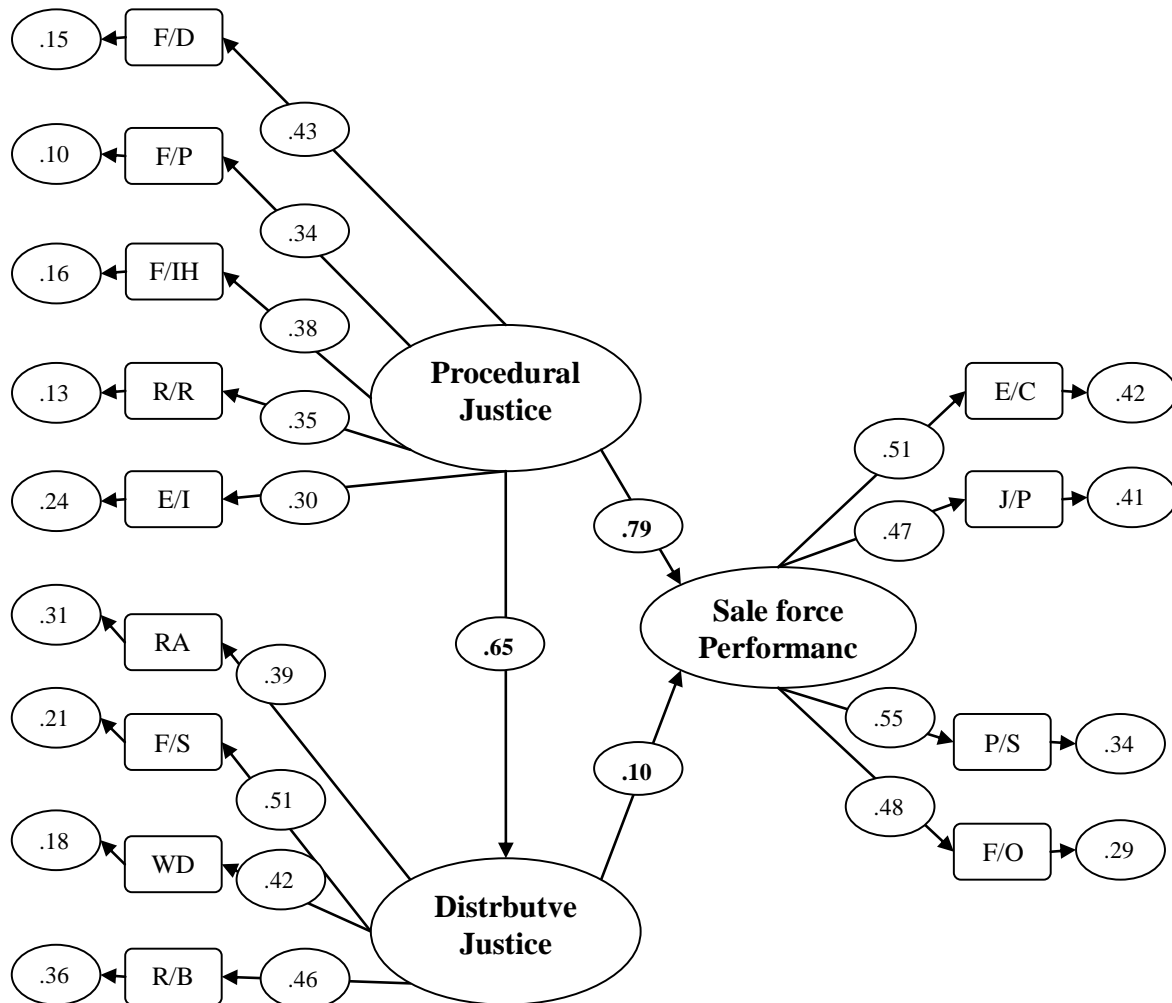 .15
F/D
.43
.10
F/P
.34
.16
F/IH
.38
.13
R/R
.35
.24
E/I
.30
Procedural
Justice
.79
.65
.31
RA
.39
.21
F/S
.51
.18
WD
.42
.36
R/B
.46
Distrbutve
Justice
.10
Sale force
Performanc
.51
E/C
.42
.47
J/P
.41
.55
P/S
.34
.48
F/O
.29